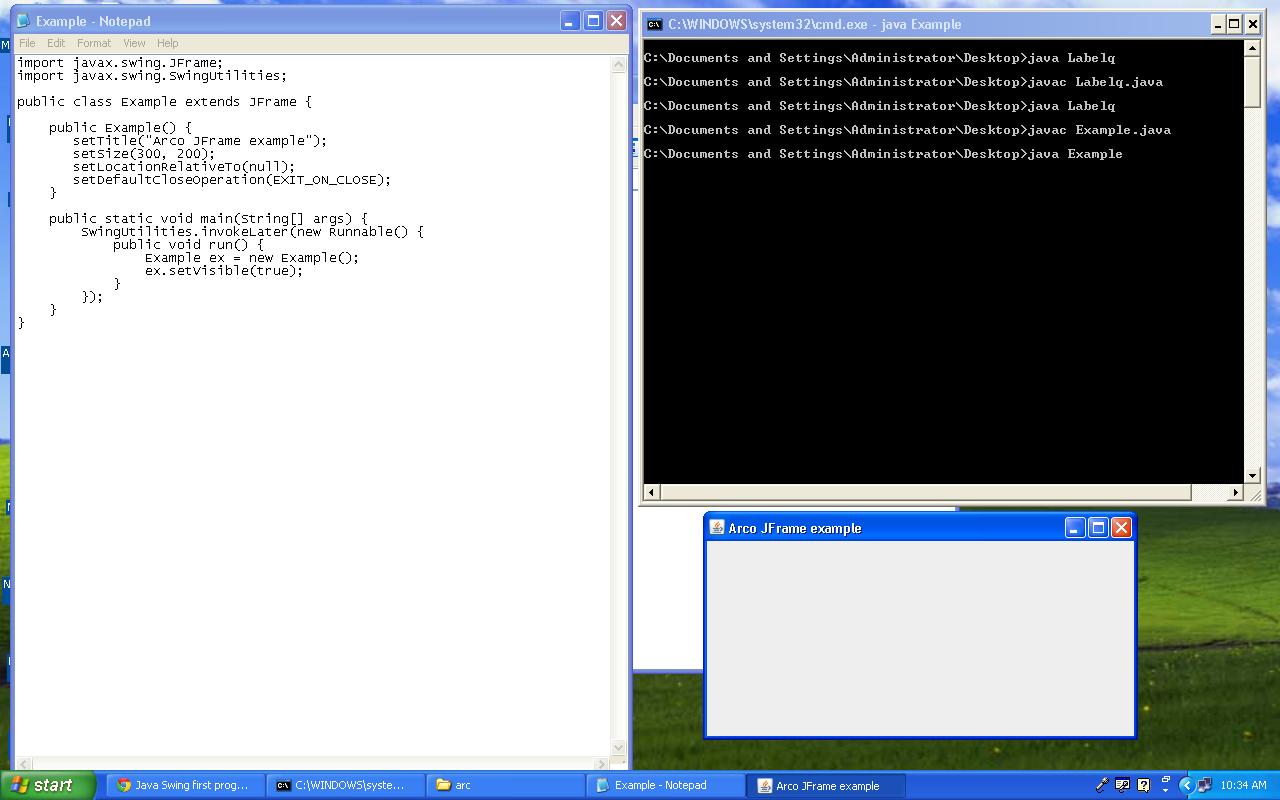 Example - Notepad
File Edit Format View Help
import javax.swing.JFrame;
import javax.swing.SwingUtilities;

public class Example extends JFrame {

    public Example() {
       setTitle("Arco JFrame example");
       setSize(300, 200);
       setLocationRelativeTo(null);
       setDefaultCloseOperation(EXIT_ON_CLOSE);
    }

    public static void main(String[] args) {
        SwingUtilities.invokeLater(new Runnable() {
            public void run() {
                Example ex = new Example();
                ex.setVisible(true);
            }
        });
    }
}
C:\WINDOWS\system32\cmd.exe - java Example
C:\Documents and Settings\Administrator\Desktop>java Labelq
C:\Documents and Settings\Administrator\Desktop>javac Labelq.java
C:\Documents and Settings\Administrator\Desktop>java Labelq
C:\Documents and Settings\Administrator\Desktop>javac Example.java
C:\Documents and Settings\Administrator\Desktop>java Example
Arco JFrame example
start
Java Swing first prog...
C:\WINDOWS\syste...
arc
Example - Notepad
Arco JFrame example
10:34 AM